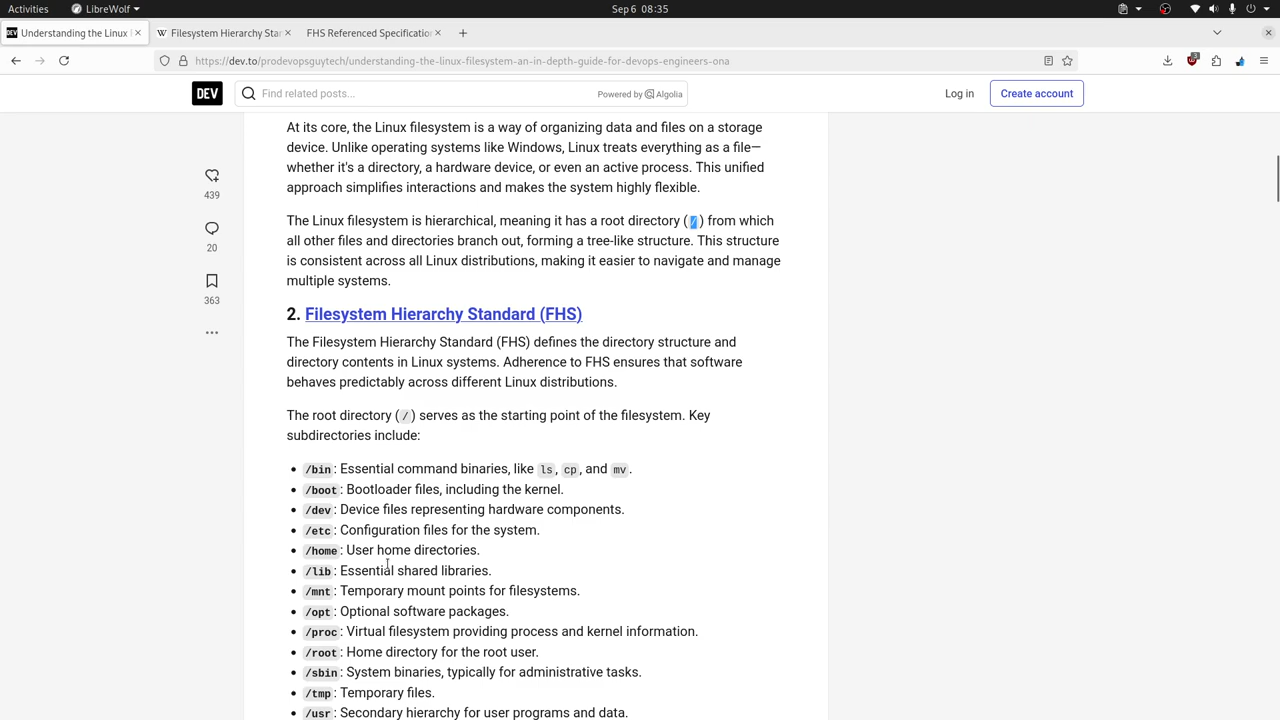 Activities LibreWolf Sep 6 08:35
Understanding the Linux Filesystem Hierarchy Star FHS Referenced Specification
https://dev.to/prodevopsguytech/understanding-the-linux-filesystem-an-in-depth-guide-for-devops-engineers-ona
DEV Find related posts... Powered by Algolia Log in Create account
At its core, the Linux filesystem is a way of organizing data and files on a storage
device. Unlike operating systems like Windows, Linux treats everything as a file—
whether it's a directory, a hardware device, or even an active process. This unified
approach simplifies interactions and makes the system highly flexible.
The Linux filesystem is hierarchical, meaning it has a root directory ( / ) from which
all other files and directories branch out, forming a tree-like structure. This structure
is consistent across all Linux distributions, making it easier to navigate and manage
multiple systems.
439
20
363
2. Filesystem Hierarchy Standard (FHS)
The Filesystem Hierarchy Standard (FHS) defines the directory structure and
directory contents in Linux systems. Adherence to FHS ensures that software
behaves predictably across different Linux distributions.
The root directory ( / ) serves as the starting point of the filesystem. Key
subdirectories include:
• /bin: Essential command binaries, like ls, cp, and mv.
• /boot: Bootloader files, including the kernel.
• /dev: Device files representing hardware components.
• /etc: Configuration files for the system.
• /home: User home directories.
• /lib: Essential shared libraries.
• /mnt: Temporary mount points for filesystems.
• /opt: Optional software packages.
• /proc: Virtual filesystem providing process and kernel information.
• /root: Home directory for the root user.
• /sbin: System binaries, typically for administrative tasks.
• /tmp: Temporary files.
• /usr: Secondary hierarchy for user programs and data.